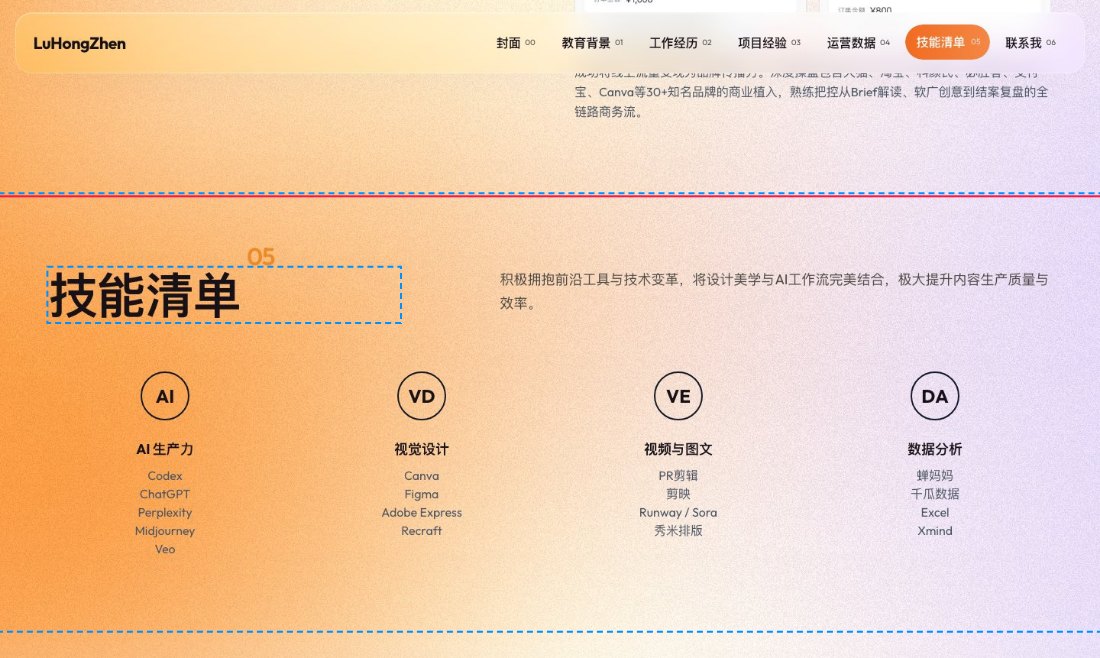 ¥1,000
订单金额 ¥800
LuHongZhen
封面 00
教育背景 01
工作经历 02
项目经验 03
运营数据 04
技能清单 05
联系我 06
宝、Canva等30+知名品牌的商业植入，熟练把控从Brief解读、软广创意到结案复盘的全
链路商务流。
05
技能清单
积极拥抱前沿工具与技术变革，将设计美学与AI工作流完美结合，极大提升内容生产质量与
效率。
AI
AI 生产力
Codex
ChatGPT
Perplexity
Midjourney
Veo
VD
视觉设计
Canva
Figma
Adobe Express
Recraft
VE
视频与图文
PR剪辑
剪映
Runway / Sora
秀米排版
DA
数据分析
蝉妈妈
千瓜数据
Excel
Xmind